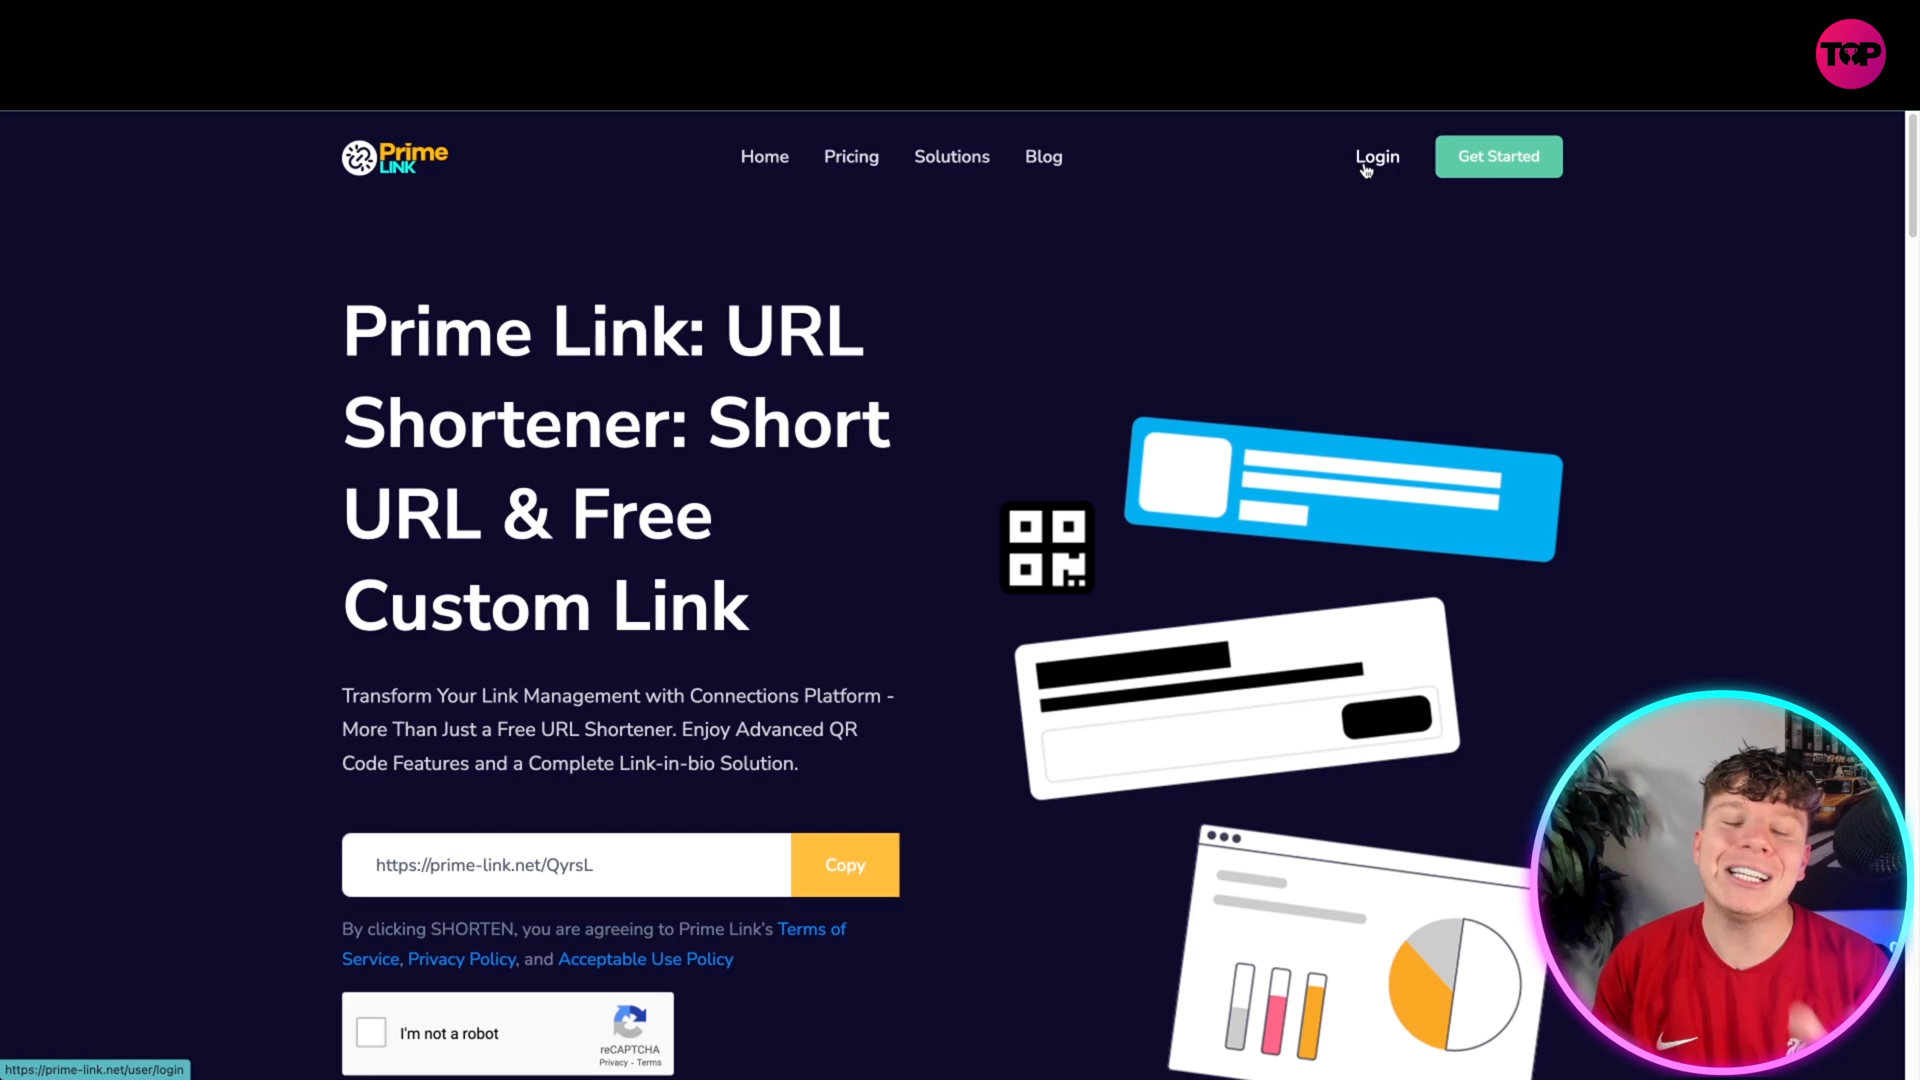 TOP
Prime
LINK
Home
Pricing
Solutions
Blog
Login
Get Started
Prime Link: URL
Shortener: Short
URL & Free
Custom Link
Transform Your Link Management with Connections Platform -
More Than Just a Free URL Shortener. Enjoy Advanced QR
Code Features and a Complete Link-in-bio Solution.
https://prime-link.net/QyrsL
Copy
By clicking SHORTEN, you are agreeing to Prime Link's Terms of
Service, Privacy Policy, and Acceptable Use Policy
I'm not a robot
reCAPTCHA
Privacy - Terms
https://prime-link.net/user/login